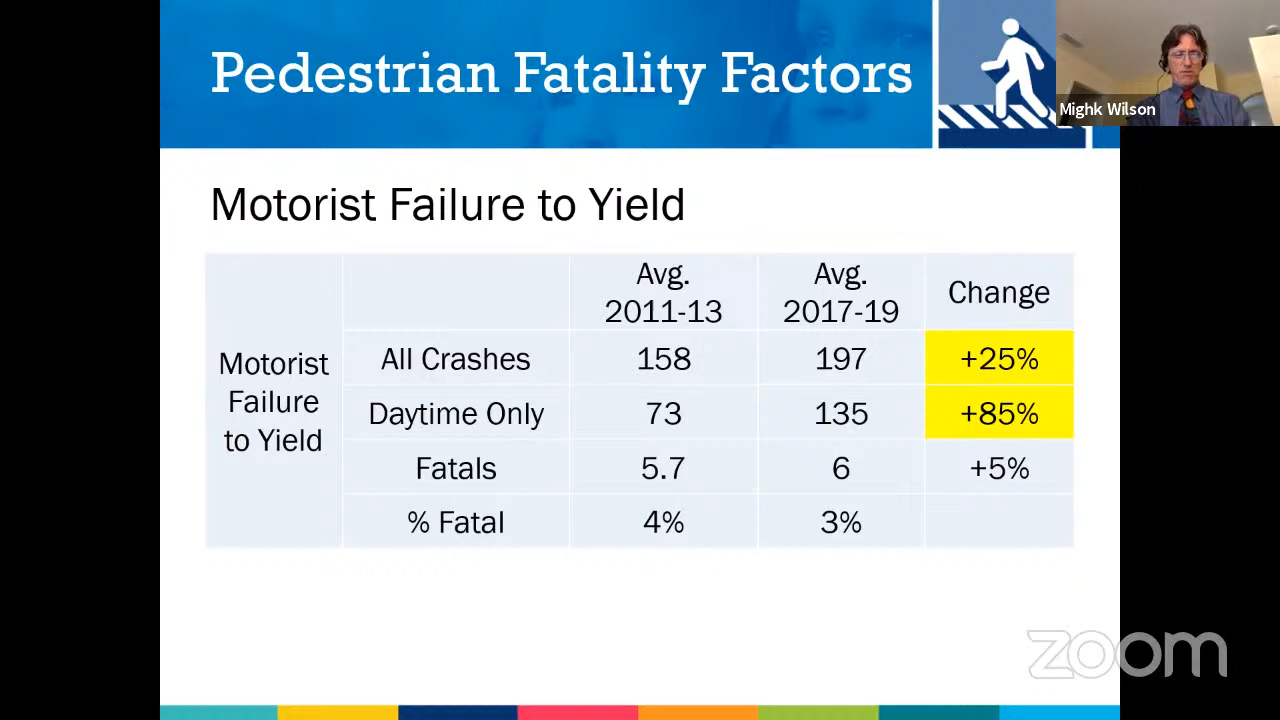 Pedestrian Fatality Factors
Mighk Wilson
Motorist Failure to Yield
Avg. 2011-13 Avg. 2017-19 Change
Motorist Failure to Yield
All Crashes 158 197 +25%
Daytime Only 73 135 +85%
Fatals 5.7 6 +5%
% Fatal 4% 3%
zoom